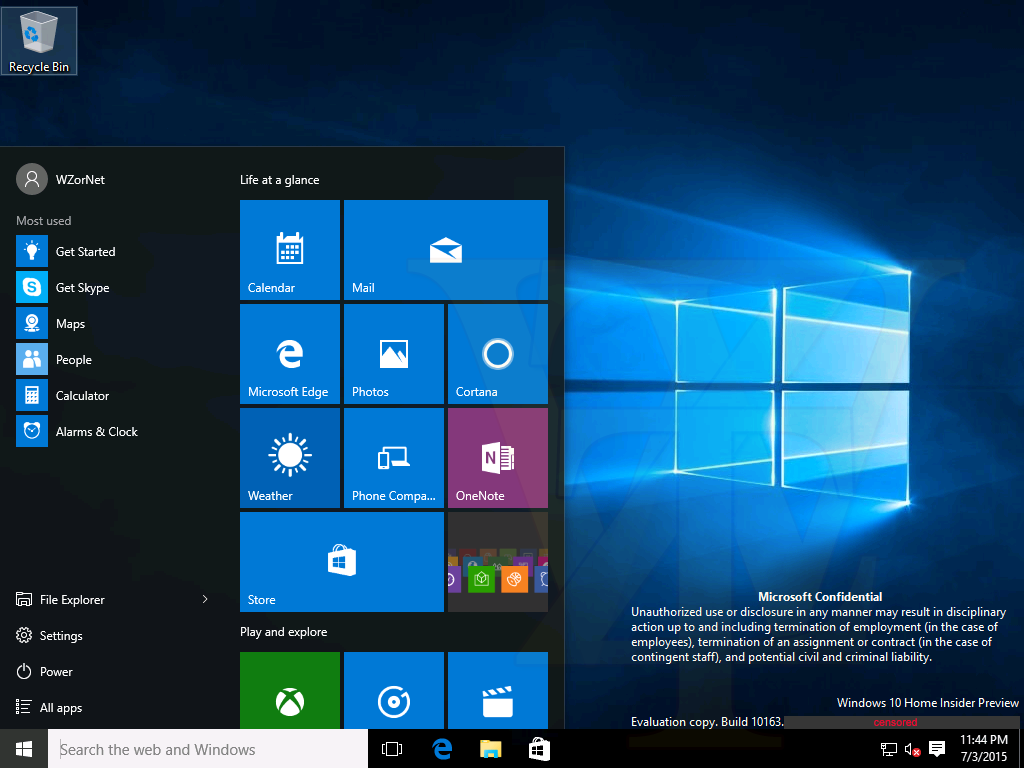 Recycle Bin
WZorNet
Most used
Get Started
Get Skype
Maps
People
Calculator
Alarms & Clock
File Explorer
Settings
Power
All apps
Life at a glance
Calendar
Mail
Microsoft Edge
Photos
Cortana
Weather
Phone Compa...
OneNote
Store
Play and explore
Microsoft Confidential
Unauthorized use or disclosure in any manner may result in disciplinary
action up to and including termination of employment (in the case of
employees), termination of an assignment or contract (in the case of
contingent staff), and potential civil and criminal liability.
Windows 10 Home Insider Preview
Evaluation copy. Build 10163.
censored
Search the web and Windows
11:44 PM
7/3/2015